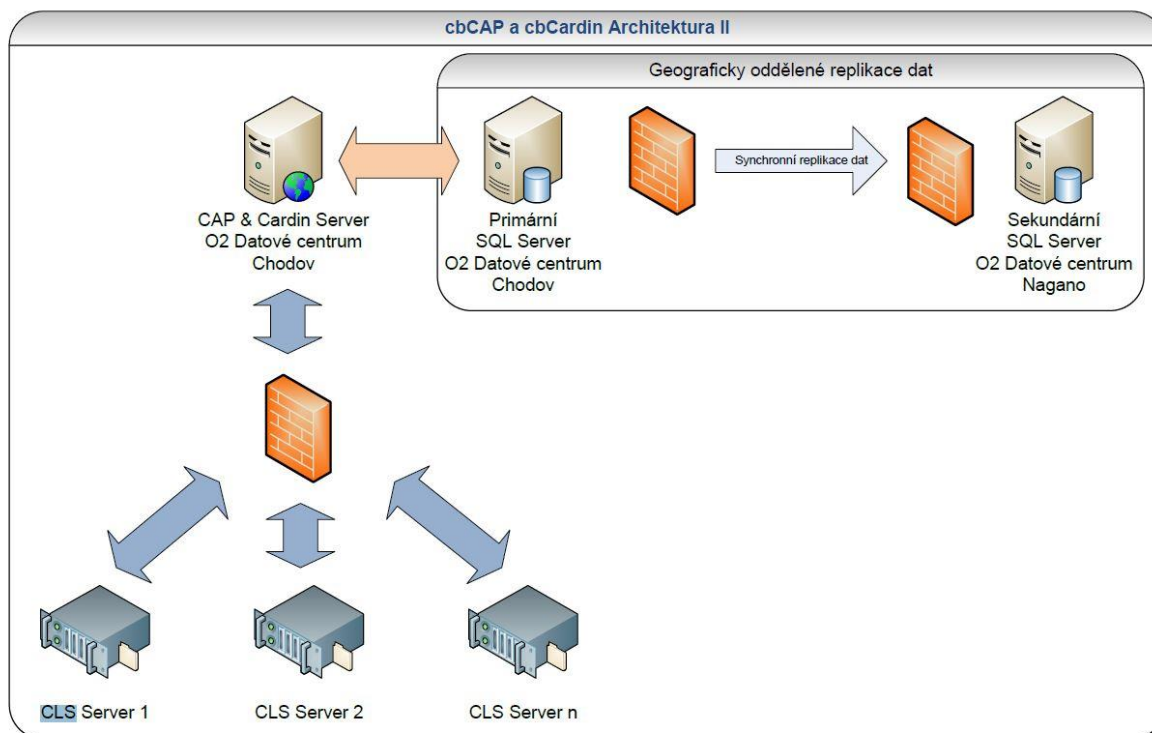 cbCAP a cbCardin Architektura II
Geograficky oddělené replikace dat
Synchronní replikace dat
CAP & Cardin Server
O2 Datové centrum
Chodov
Primární
SQL Server
O2 Datové centrum
Chodov
Sekundární
SQL Server
O2 Datové centrum
Nagano
CLS Server 1
CLS Server 2
CLS Server n